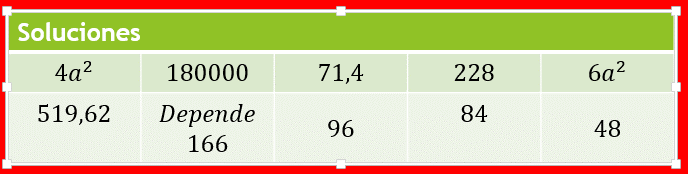 Soluciones
4a² 180000 71,4 228 6a²
519,62 Depende 166 96 84 48